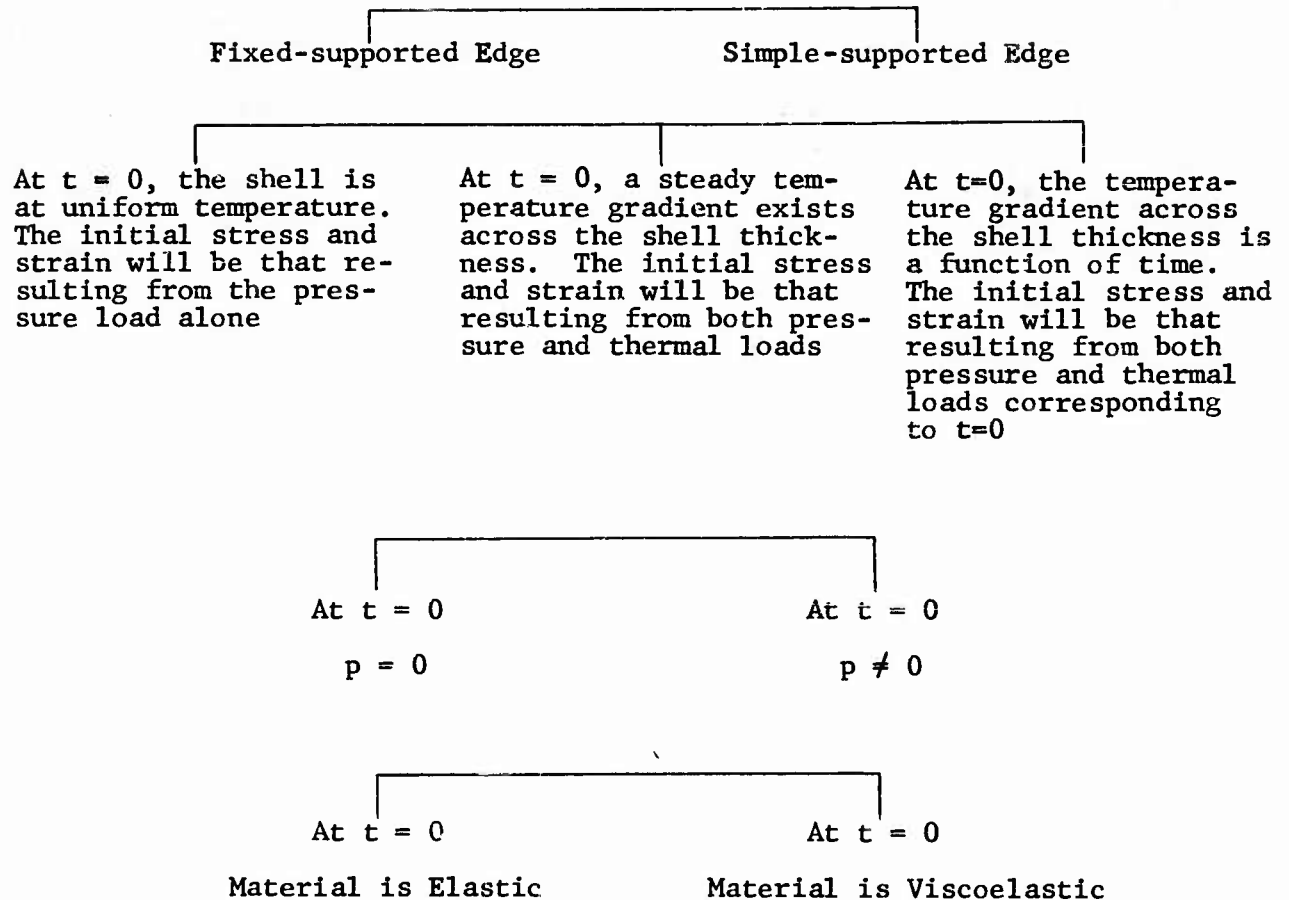 Fixed-supported Edge
Simple-supported Edge
At t = 0, the shell is
at uniform temperature.
The initial stress and
strain will be that re-
sulting from the pres-
sure load alone
At t = 0, a steady tem-
perature gradient exists
across the shell thick-
ness. The initial stress
and strain will be that
resulting from both pres-
sure and thermal loads
At t=0, the tempera-
ture gradient across
the shell thickness is
a function of time.
The initial stress and
strain will be that
resulting from both
pressure and thermal
loads corresponding
to t=0
At t = 0
p = 0
At t = 0
p ≠ 0
At t = 0
Material is Elastic
At t = 0
Material is Viscoelastic